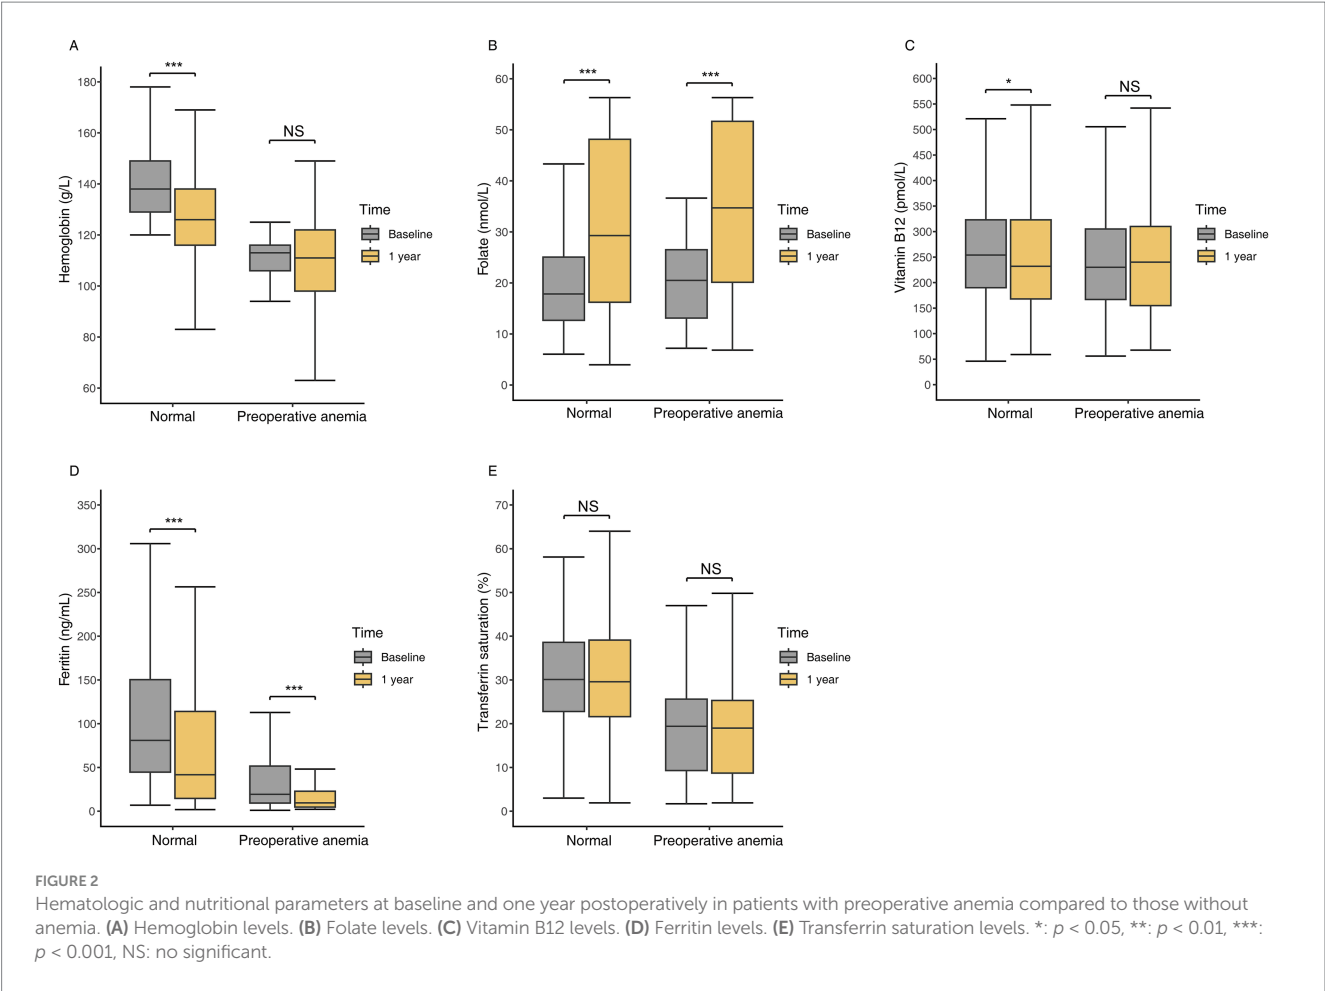 A
Hemoglobin (g/L)
180
160
140
120
100
80
60
***
NS
Normal
Preoperative anemia
Time
Baseline
1 year
B
Folate (nmol/L)
60
50
40
30
20
10
0
***
***
Normal
Preoperative anemia
Time
Baseline
1 year
C
Vitamin B12 (pmol/L)
600
550
500
450
400
350
300
250
200
150
100
50
0
*
NS
Normal
Preoperative anemia
Time
Baseline
1 year
D
Ferritin (ng/mL)
350
300
250
200
150
100
50
0
***
***
Normal
Preoperative anemia
Time
Baseline
1 year
E
Transferrin saturation (%)
70
60
50
40
30
20
10
0
NS
NS
Normal
Preoperative anemia
Time
Baseline
1 year
FIGURE 2
Hematologic and nutritional parameters at baseline and one year postoperatively in patients with preoperative anemia compared to those without
anemia. (A) Hemoglobin levels. (B) Folate levels. (C) Vitamin B12 levels. (D) Ferritin levels. (E) Transferrin saturation levels. *: p < 0.05, **: p < 0.01, ***:
p < 0.001, NS: no significant.